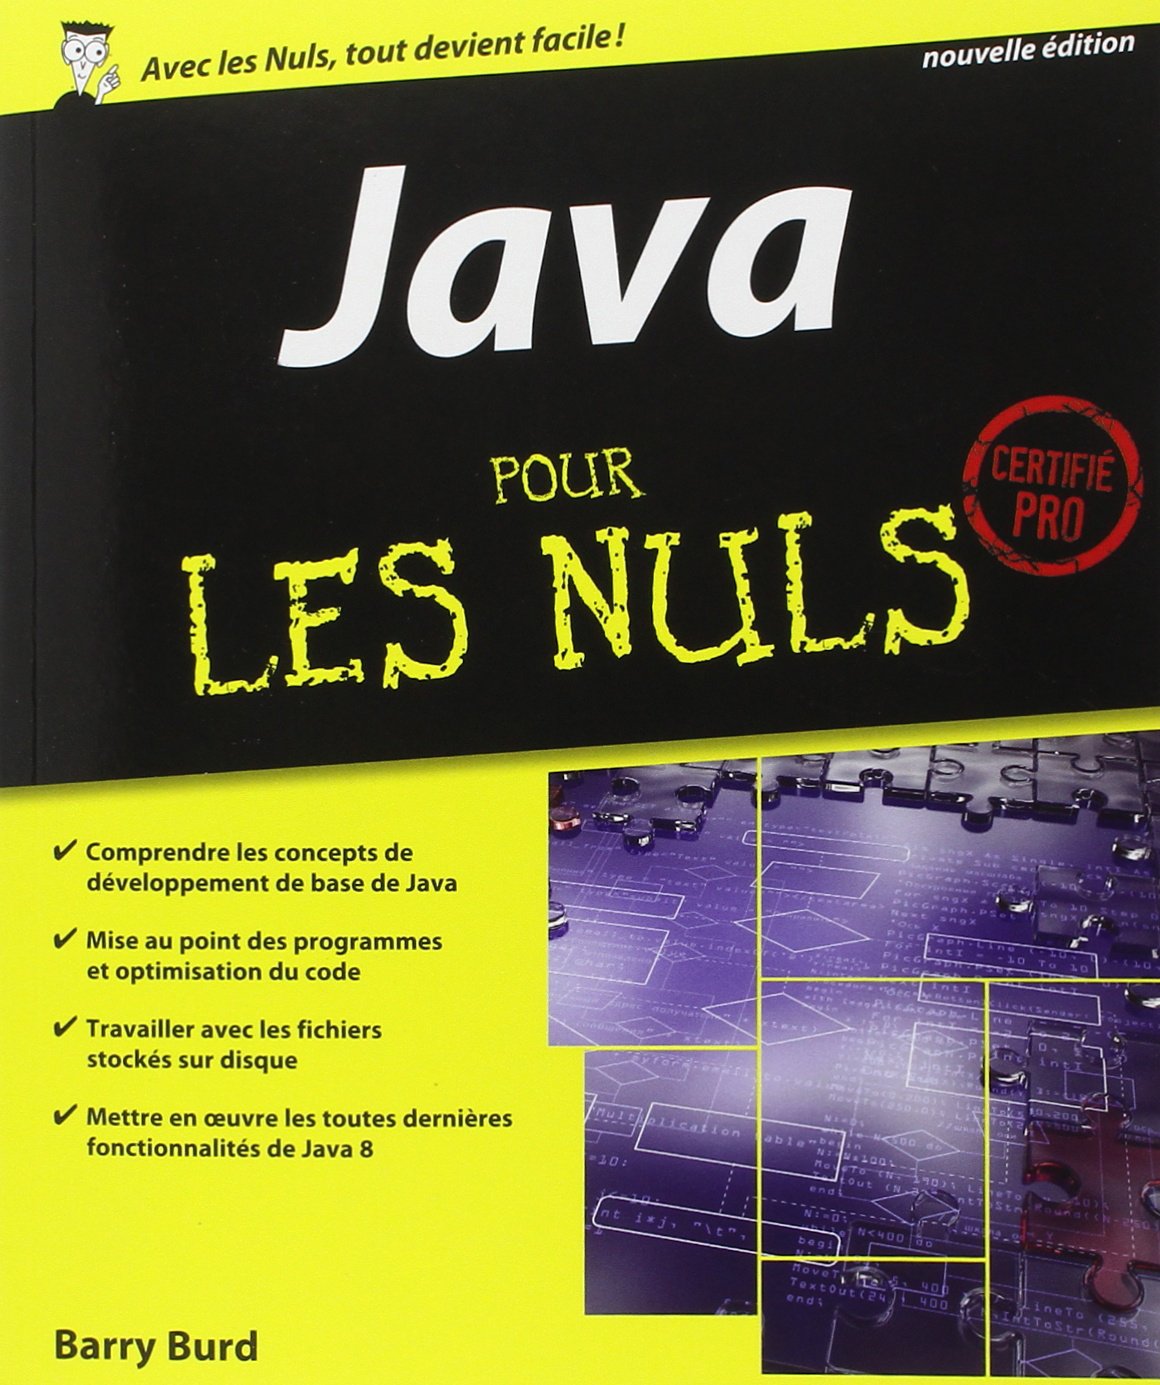 Avec les Nuls, tout devient facile !
nouvelle édition
Java
POUR
LES NULS
CERTIFIÉ
PRO
✔ Comprendre les concepts de
développement de base de Java
✔ Mise au point des programmes
et optimisation du code
✔ Travailler avec les fichiers
stockés sur disque
✔ Mettre en œuvre les toutes dernières
fonctionnalités de Java 8
Barry Burd